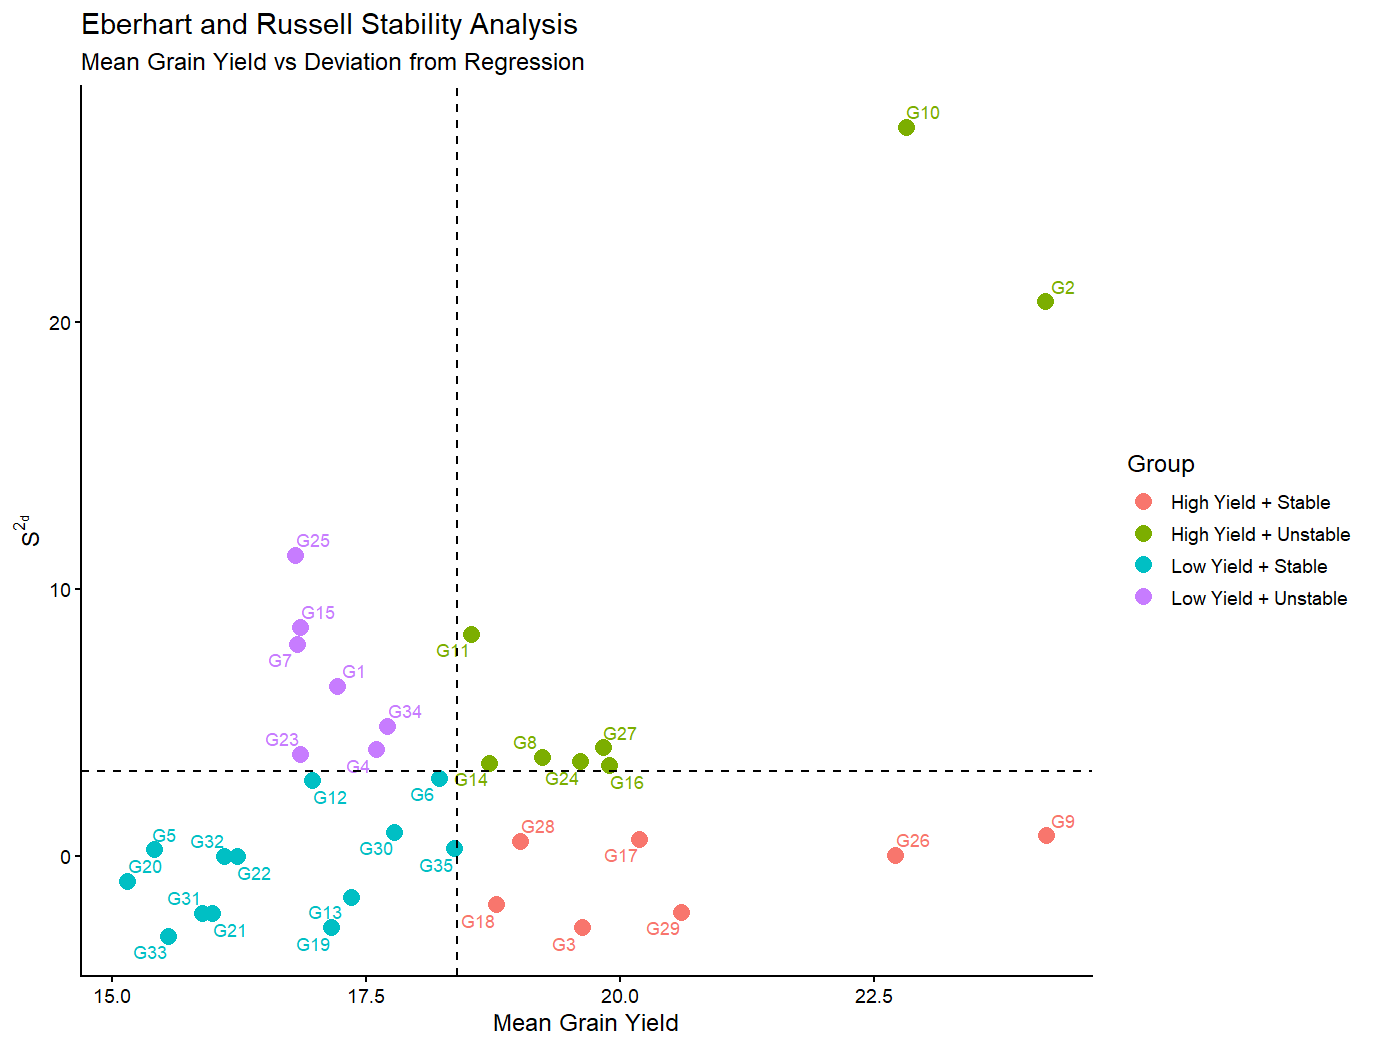 Eberhart and Russell Stability Analysis
Mean Grain Yield vs Deviation from Regression
G10
G2
G25
G15
G7
G11
G1
G34
G23
G4
G8
G27
G14
G24
G16
G12
G6
G5
G32
G30
G28
G17
G26
G9
G20
G22
G35
G31
G13
G18
G21
G19
G3
G29
G33
20
10
0
S²d
15.0
17.5
20.0
22.5
Mean Grain Yield
Group
High Yield + Stable
High Yield + Unstable
Low Yield + Stable
Low Yield + Unstable